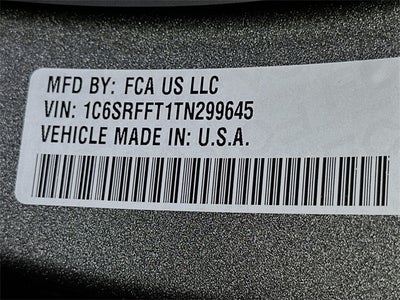 MFD BY: FCA US LLC
VIN: 1C6SRFFT1TN299645
VEHICLE MADE IN: U.S.A.